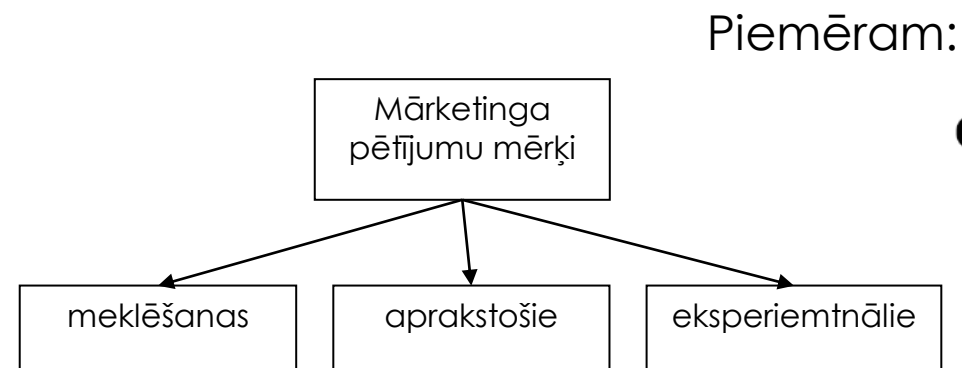 Piemēram:
Mārketinga
pētījumu mērķi
meklēšanas
aprakstošie
eksperiemtnālie